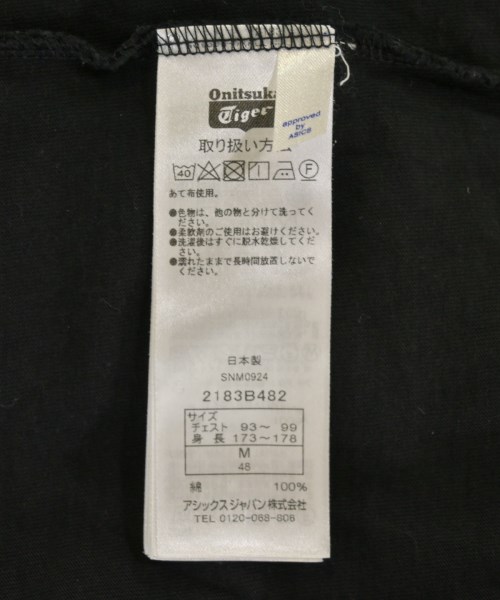 Onitsuka
Tiger
approved
by
ASICS
取り扱い方法
40
F
あて布使用。
●色物は、他の物と分けて洗ってく
ださい。
●柔軟剤のご使用はお避けください。
●洗濯後はすぐに脱水乾燥してくだ
さい。
●濡れたままで長時間放置しないで
ください。
日本製
SNM0924
2183B482
サイズ
チェスト 93〜 99
身 長 173〜178
M
48
綿 100%
アシックスジャパン株式会社
TEL 0120-068-806